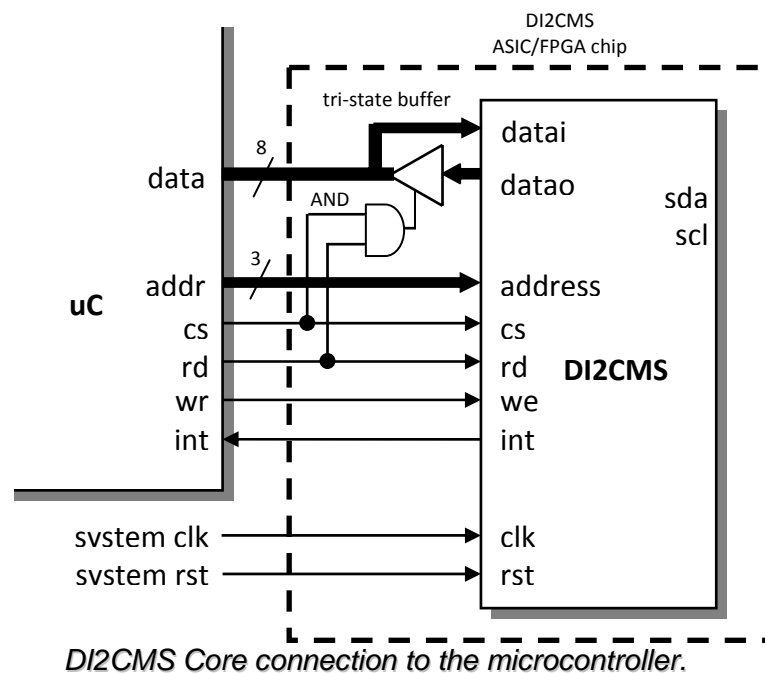 DI2CMS
ASIC/FPGA chip
tri-state buffer
datai
8
data
datao
AND
sda
scl
3
addr
address
uC
cs
cs
rd
rd
DI2CMS
wr
we
int
int
svstem clk
clk
svstem rst
rst
DI2CMS Core connection to the microcontroller.